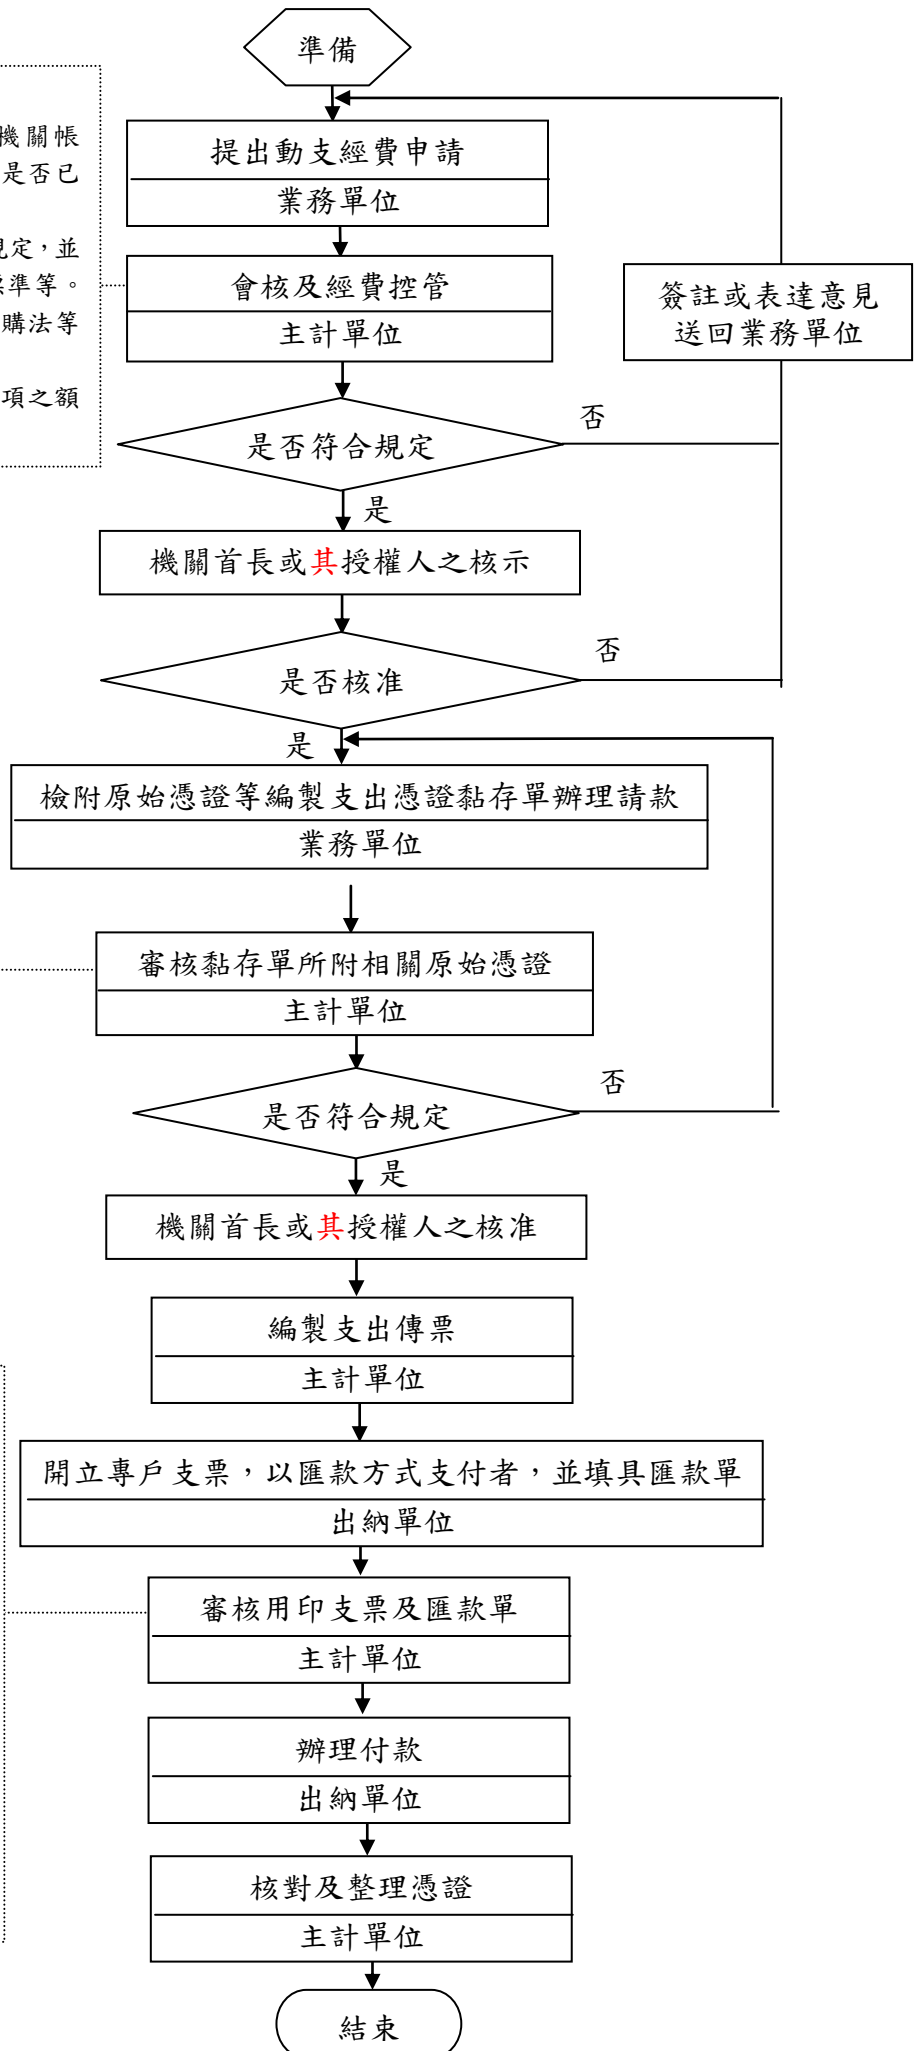 準備
機關帳
是否已
規定，並
標準等。
購法等
項之額
提出動支經費申請
業務單位
會核及經費控管
主計單位
簽註或表達意見
送回業務單位
是否符合規定
否
是
機關首長或其授權人之核示
是否核准
否
是
檢附原始憑證等編製支出憑證黏存單辦理請款
業務單位
審核黏存單所附相關原始憑證
主計單位
是否符合規定
否
是
機關首長或其授權人之核准
編製支出傳票
主計單位
開立專戶支票，以匯款方式支付者，並填具匯款單
出納單位
審核用印支票及匯款單
主計單位
辦理付款
出納單位
核對及整理憑證
主計單位
結束